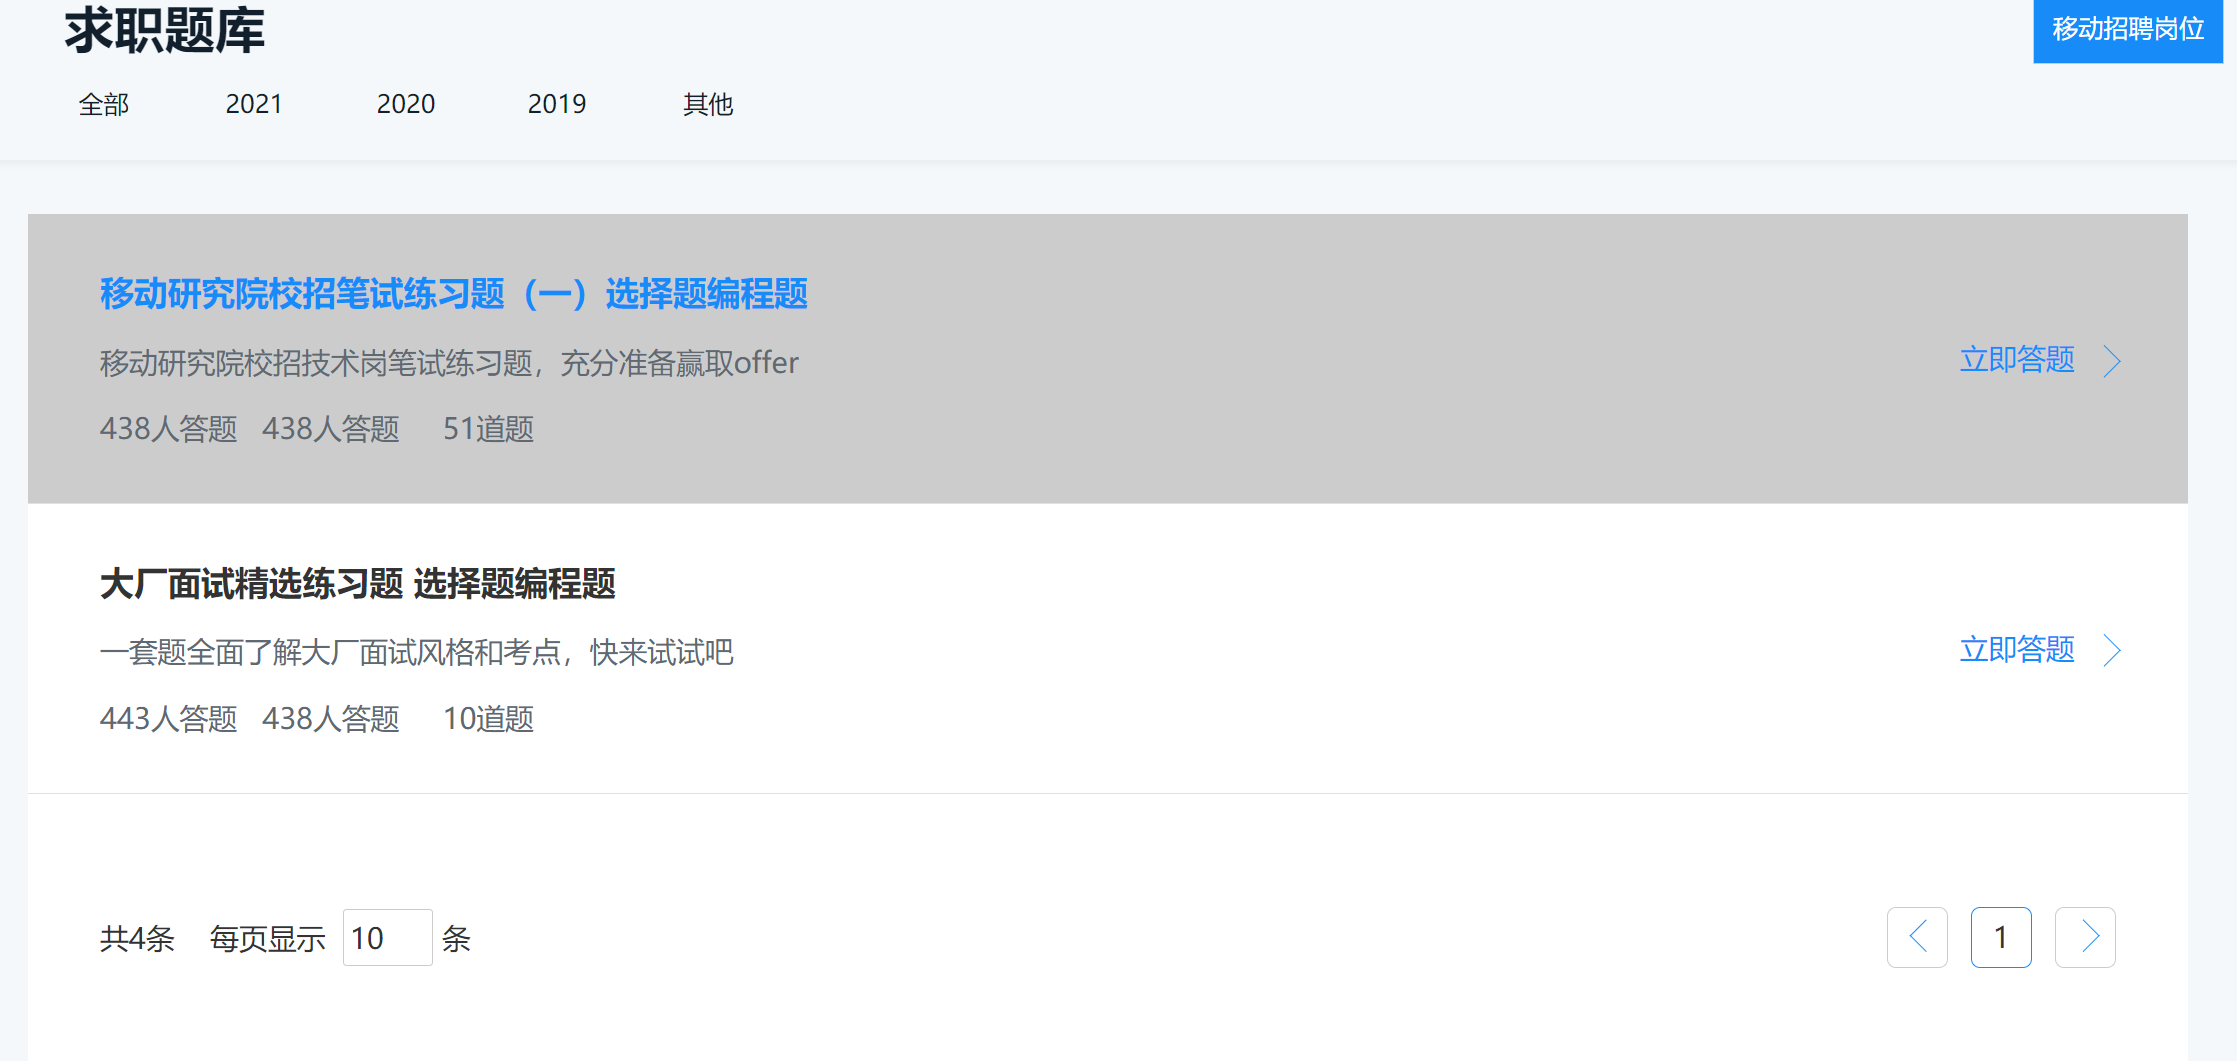 求职题库
移动招聘岗位
全部 2021 2020 2019 其他
移动研究院校招笔试练习题（一）选择题编程题
移动研究院校招技术岗笔试练习题，充分准备赢取offer
立即答题
438人答题 438人答题 51道题
大厂面试精选练习题 选择题编程题
一套题全面了解大厂面试风格和考点，快来试试吧
立即答题
443人答题 438人答题 10道题
共4条 每页显示 10 条 1